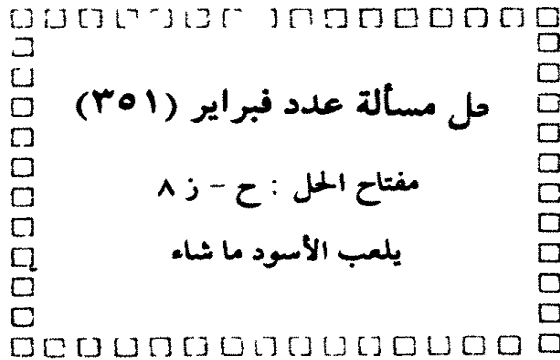 حل مسألة عدد فبراير (٣٥١)
مفتاح الحل : ح - ز ٨
يلعب الأسود ما شاء